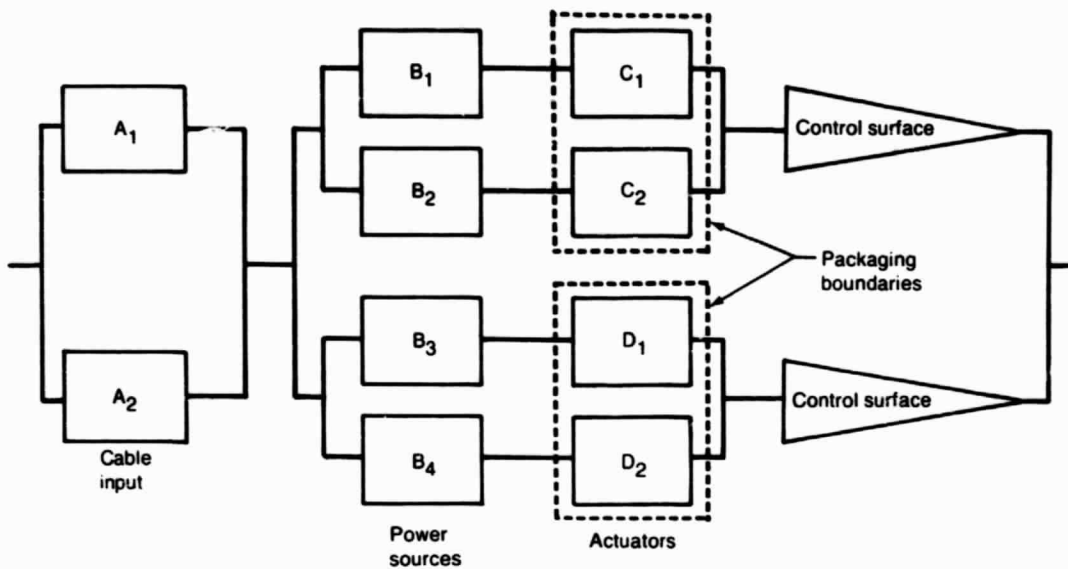 A1
A2
Cable
input
B1
B2
B3
B4
Power
sources
C1
C2
D1
D2
Actuators
Control surface
Packaging
boundaries
Control surface